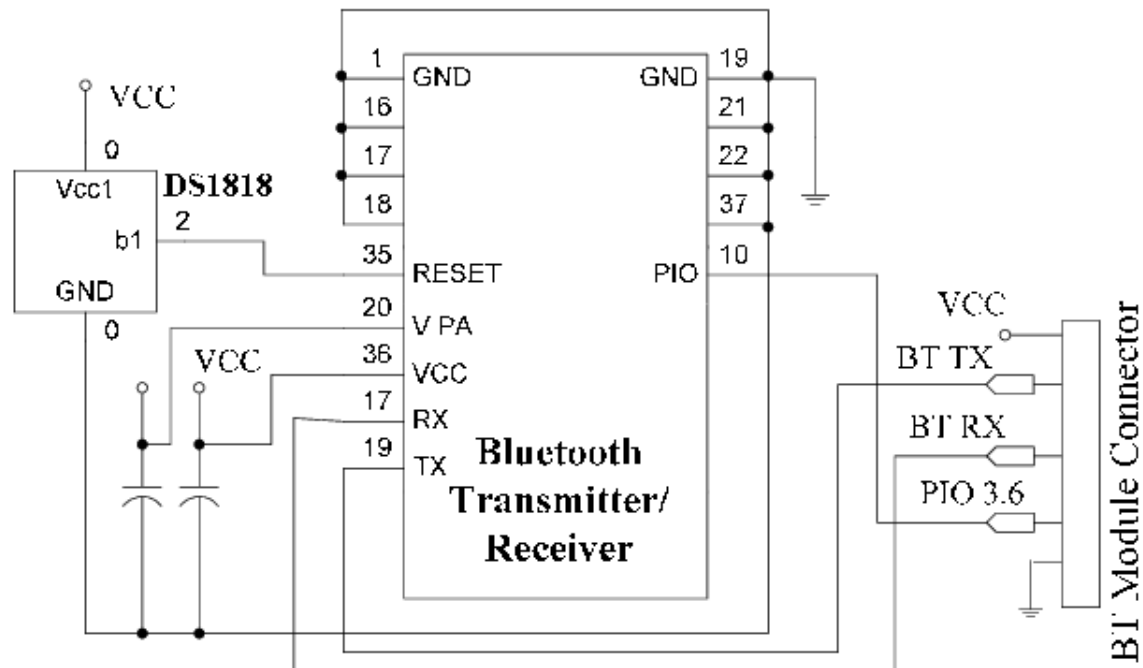 VCC
0
Vcc1
DS1818
b1
2
GND
0
VCC
1
GND
16
17
18
35
RESET
20
V PA
36
VCC
17
RX
19
TX
Bluetooth
Transmitter/
Receiver
19
GND
21
22
37
10
PIO
VCC
BT TX
BT RX
PIO 3.6
BT Module Connector